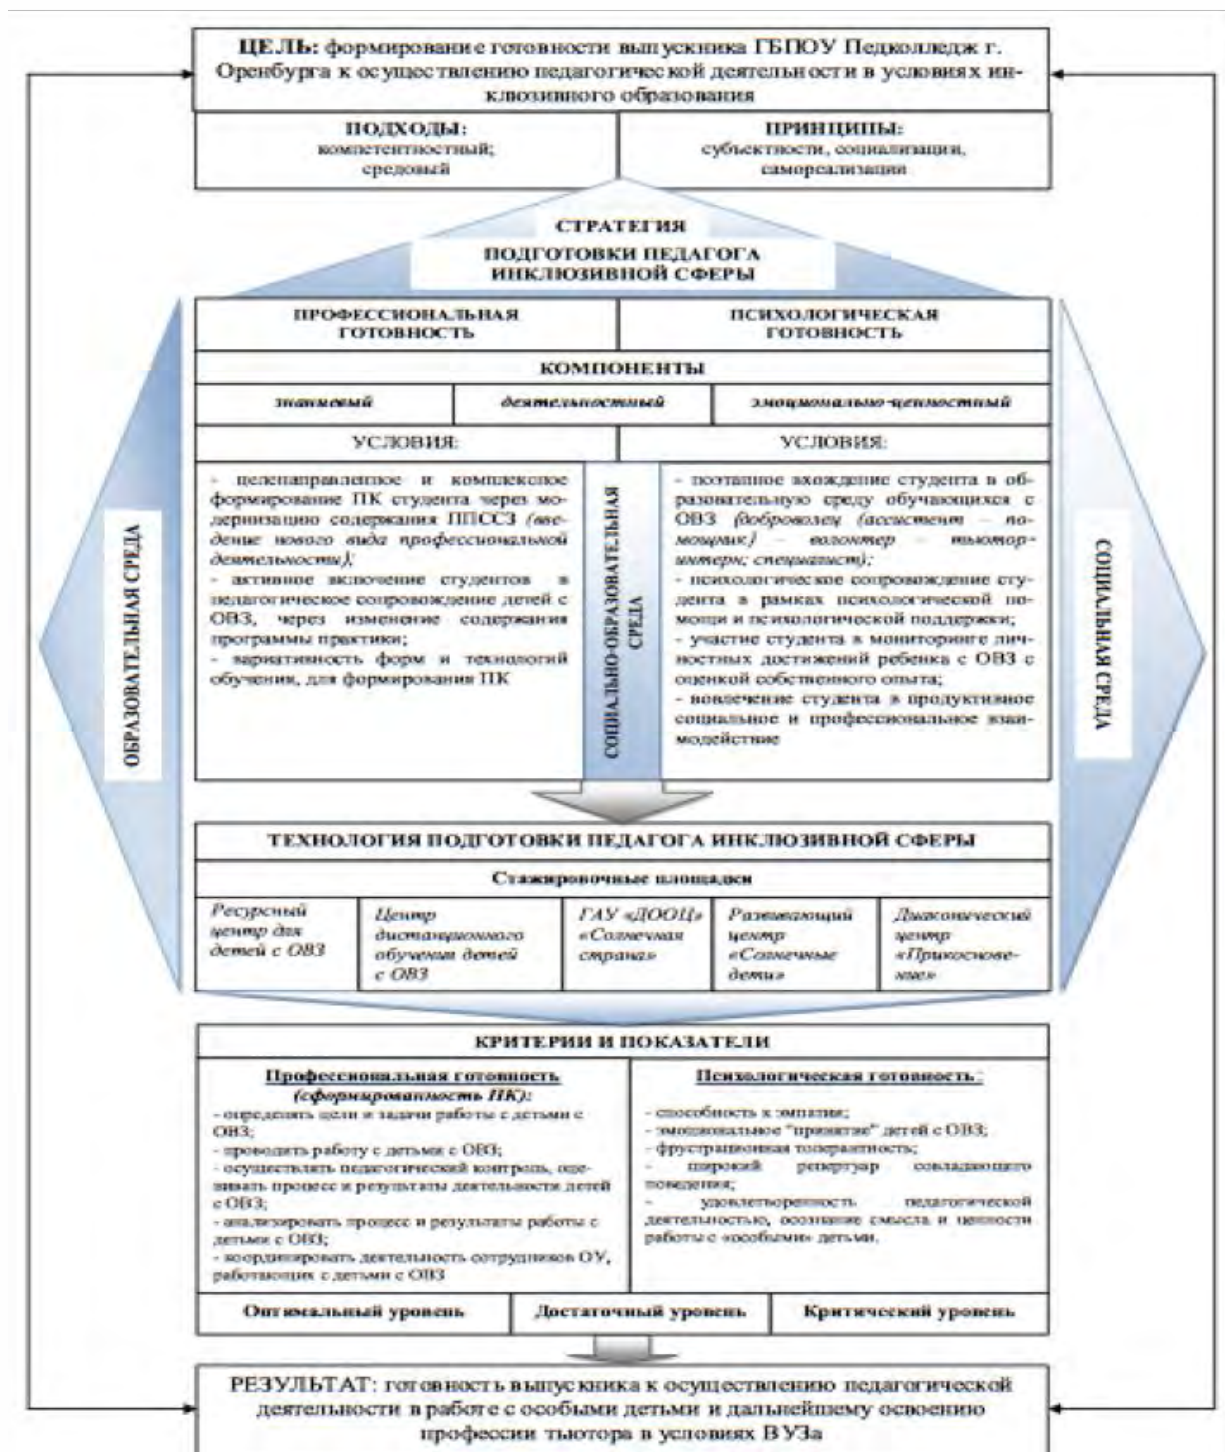 ЦЕЛЬ: формирование готовности выпускника ГБПОУ Педколледж г.
Оренбурга к осуществлению педагогической деятельности в условиях ин-
клюзивного образования
ПОДХОДЫ:
компетентностный;
средовый
ПРИНЦИПЫ:
субъектности, социализации,
самореализации
СТРАТЕГИЯ
ПОДГОТОВКИ ПЕДАГОГА
ИНКЛЮЗИВНОЙ СФЕРЫ
ПРОФЕССИОНАЛЬНАЯ
ГОТОВНОСТЬ
ПСИХОЛОГИЧЕСКАЯ
ГОТОВНОСТЬ
КОМПОНЕНТЫ
знаниевый
деятельностный
эмоционально-ценностный
ОБРАЗОВАТЕЛЬНАЯ СРЕДА
УСЛОВИЯ:
- целенаправленное и комплексное
формирование ПК студента через мо-
дернизацию содержания ППССЗ (вве-
дение нового вида профессиональной
деятельности);
- активное включение студентов в
педагогическое сопровождение детей с
ОВЗ, через изменение содержания
программы практики;
- вариативность форм и технологий
обучения, для формирования ПК
СОЦИАЛЬНО-ОБРАЗОВАТЕЛЬНАЯ
СРЕДА
УСЛОВИЯ:
- поэтапное вхождение студента в об-
разовательную среду обучающихся с
ОВЗ (доброволец (ассистент – по-
мощник) – волонтер – тьютор-
интерн; специалист);
- психологическое сопровождение сту-
дента в рамках психологической по-
мощи и психологической поддержки;
- участие студента в мониторинге лич-
ностных достижений ребенка с ОВЗ с
оценкой собственного опыта;
- вовлечение студента в продуктивное
социальное и профессиональное взаи-
модействие
СОЦИАЛЬНАЯ СРЕДА
ТЕХНОЛОГИЯ ПОДГОТОВКИ ПЕДАГОГА ИНКЛЮЗИВНОЙ СФЕРЫ
Стажировочные площадки
Ресурсный
центр для
детей с ОВЗ
Центр
дистанционного
обучения детей
с ОВЗ
ГАУ «ДООЦ»
«Солнечная
страна»
Развивающий
центр
«Солнечные
дети»
Диаконический
центр
«Прикоснове-
ние»
КРИТЕРИИ И ПОКАЗАТЕЛИ
Профессиональная готовность
(сформированность ПК):
- определять цели и задачи работы с детьми с
ОВЗ;
- проводить работу с детьми с ОВЗ;
- осуществлять педагогический контроль, оце-
нивать процесс и результаты деятельности детей
с ОВЗ;
- анализировать процесс и результаты работы с
детьми с ОВЗ;
- координировать деятельность сотрудников ОУ,
работающих с детьми с ОВЗ
Психологическая готовность:
- способность к эмпатии;
- эмоциональное "принятие" детей с ОВЗ;
- фрустрационная толерантность;
- широкий репертуар совладающего
поведения;
- удовлетворенность педагогической
деятельностью, осознание смысла и ценности
работы с «особыми» детьми.
Оптимальный уровень
Достаточный уровень
Критический уровень
РЕЗУЛЬТАТ: готовность выпускника к осуществлению педагогической
деятельности в работе с особыми детьми и дальнейшему освоению
профессии тьютора в условиях ВУЗа